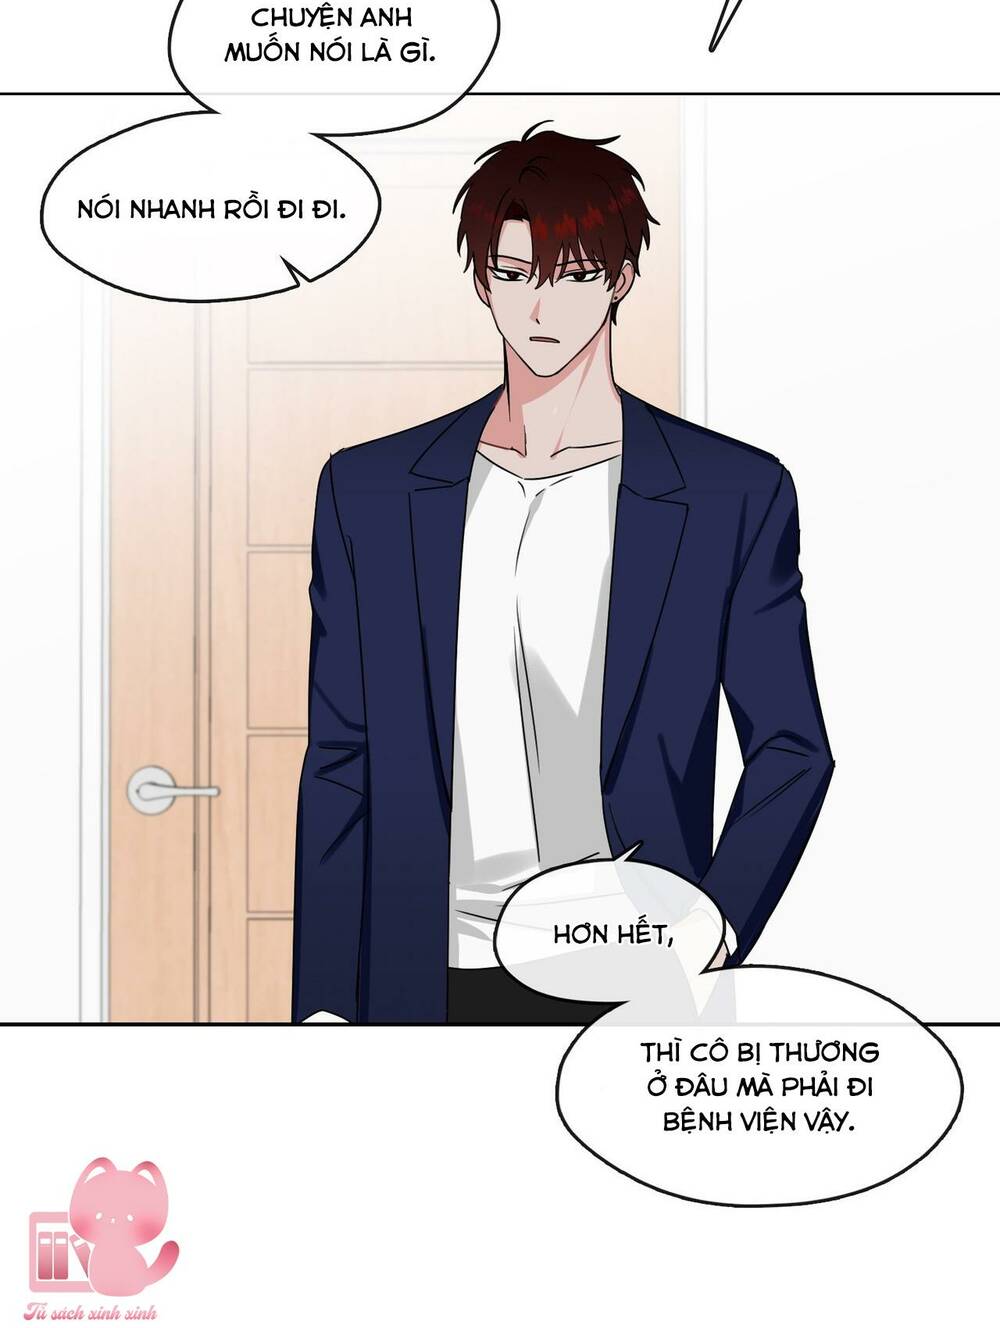 CHUYỆN ANH
MUỐN NÓI LÀ GÌ.
NÓI NHANH RỒI ĐI ĐI.
HƠN HẾT,
THÌ CÔ BỊ THƯƠNG
Ở ĐÂU MÀ PHẢI ĐI
BỆNH VIỆN VẬY.
Tủ sách xinh xinh